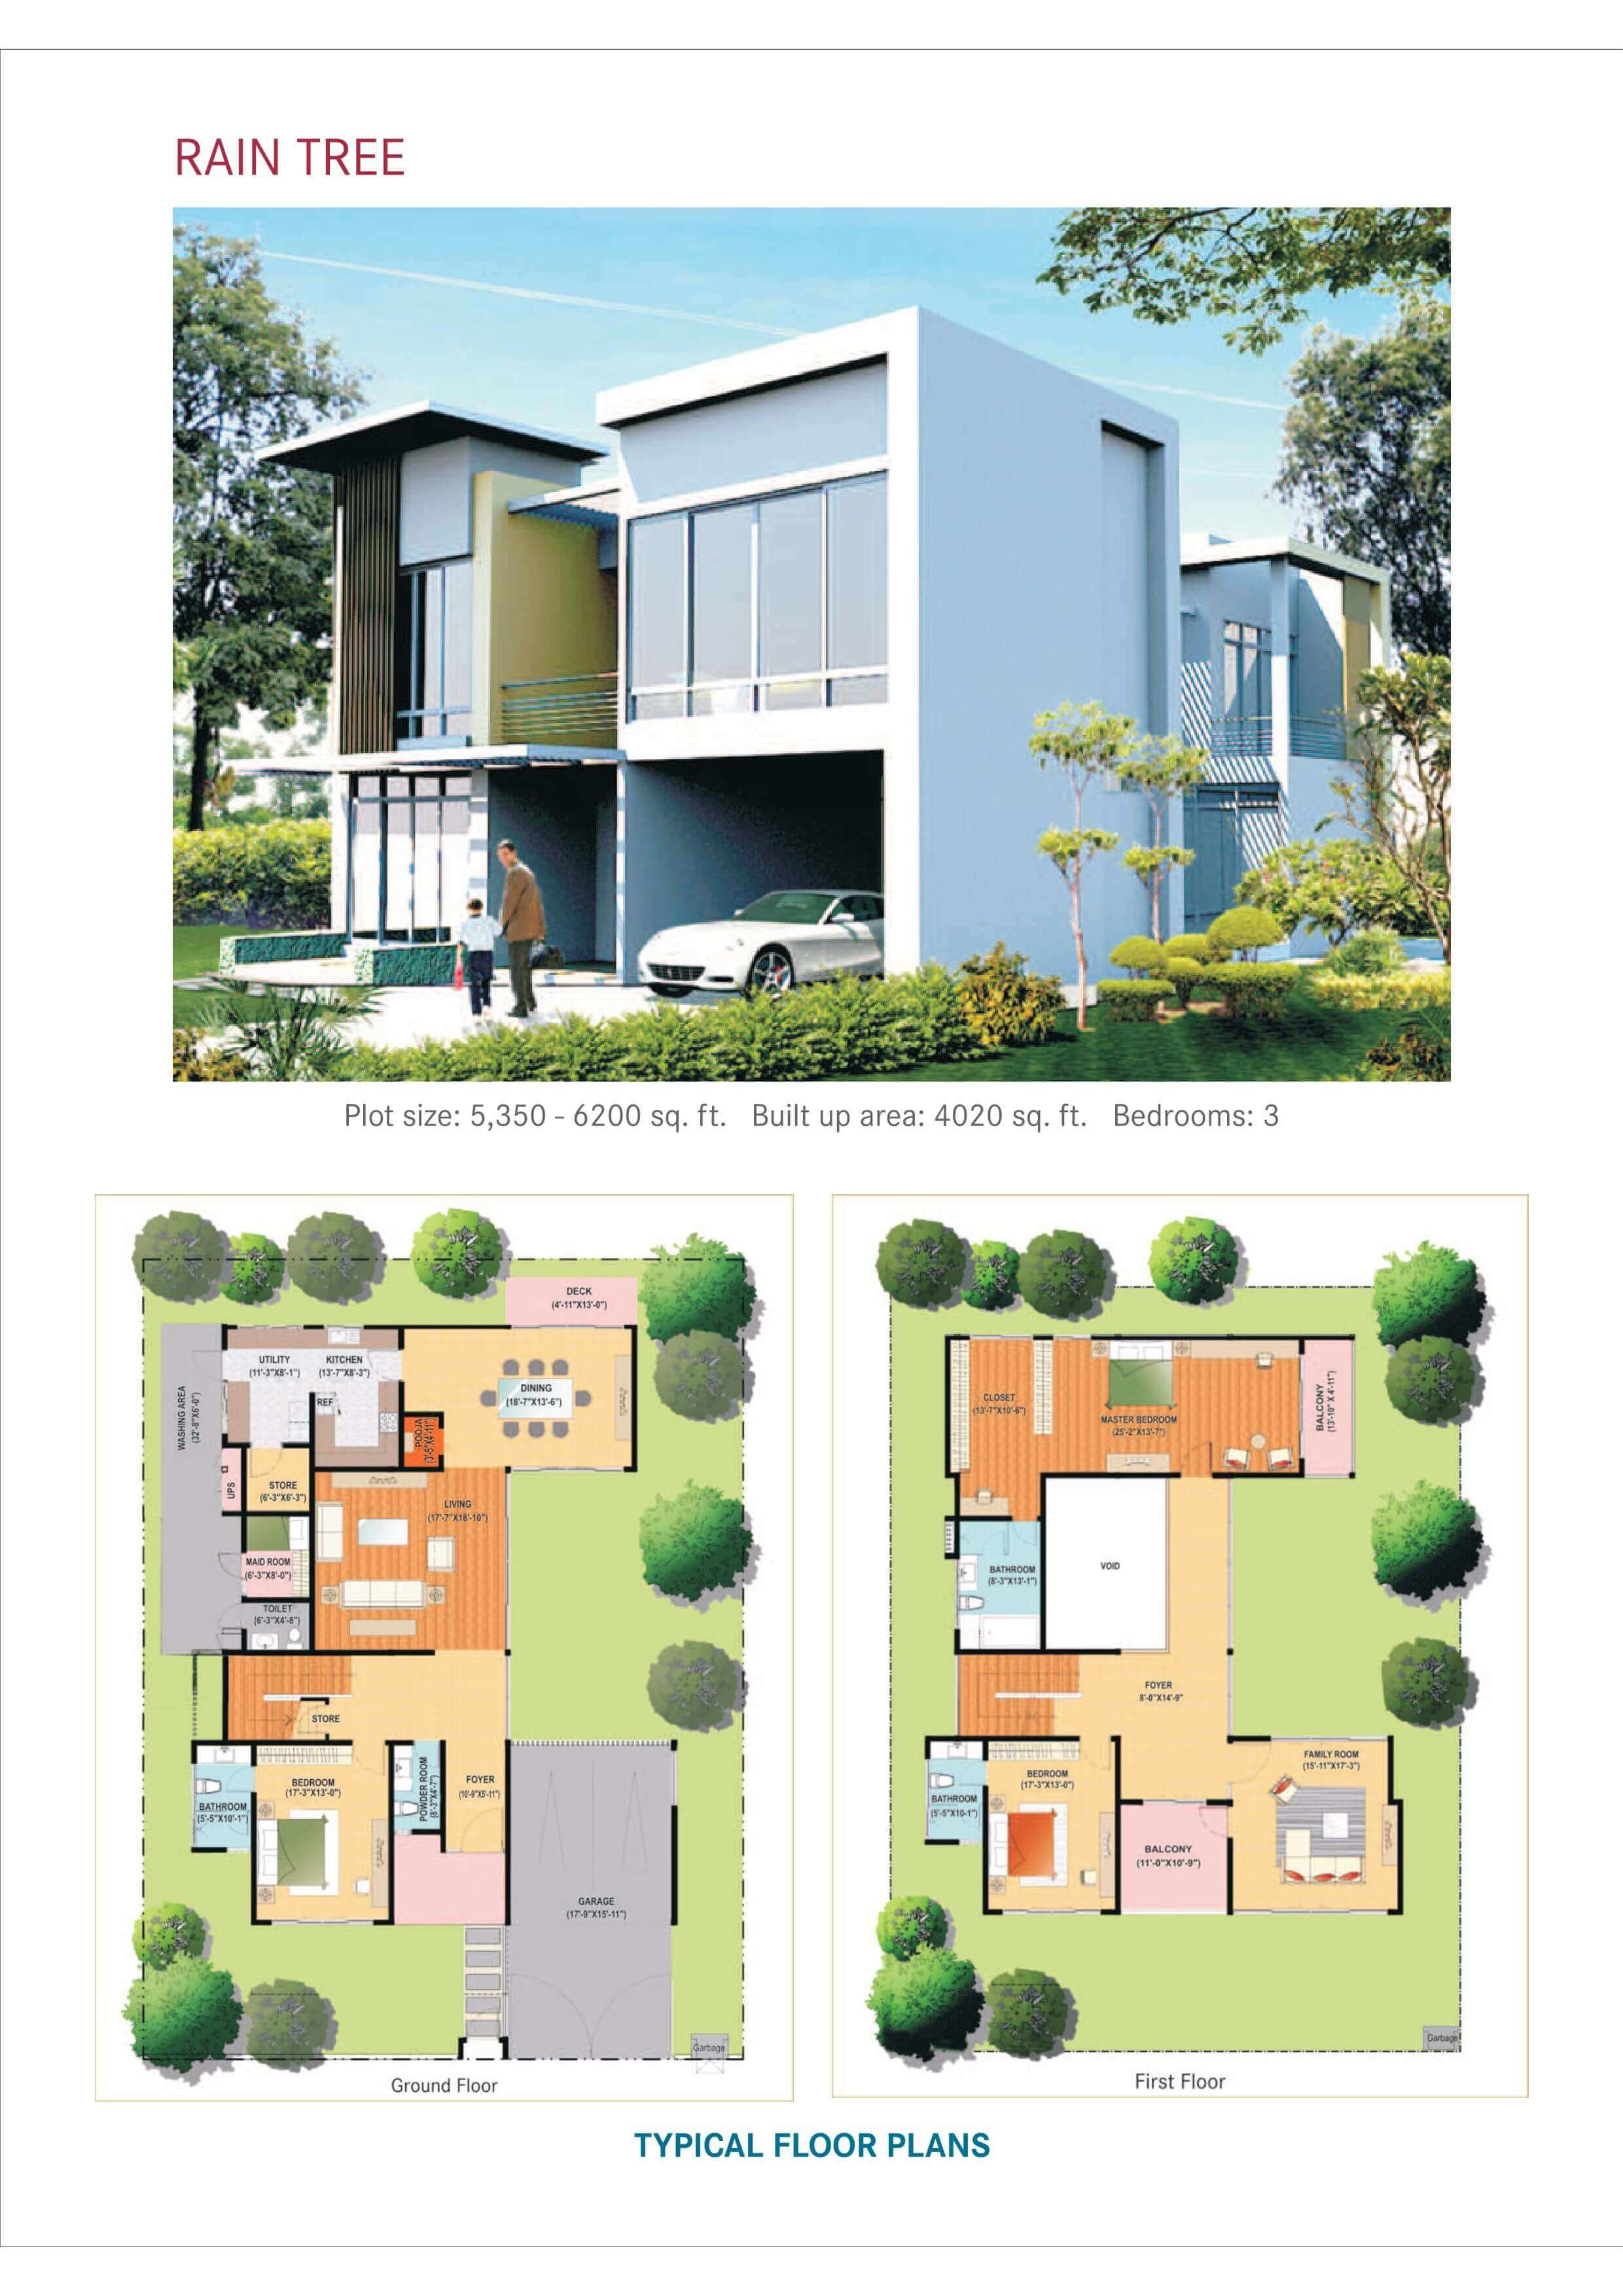 RAIN TREE
Plot size: 5,350 - 6200 sq. ft. Built up area: 4020 sq. ft. Bedrooms: 3
DECK
(4'-11"X13'-0")
UTILITY
(11'-3"X8'-1")
KITCHEN
(13'-7"X8'-3")
REF
DINING
(18'-7"X13'-6")
WASHING AREA
(32'-8"X6'-0")
POOJA
(3'-5"X4'-11")
UPS
STORE
(6'-3"X6'-3")
LIVING
(17'-7"X18'-10")
MAID ROOM
(6'-3"X8'-0")
TOILET
(6'-3"X4'-8")
STORE
BEDROOM
(17'-3"X13'-0")
BATHROOM
(5'-5"X10'-1")
POWDER ROOM
(8'-3"X4'-7")
FOYER
(10'-9"X5'-11")
GARAGE
(17'-9"X15'-11")
Garbage
Ground Floor
CLOSET
(13'-7"X10'-6")
MASTER BEDROOM
(25'-2"X13'-7")
BALCONY
(13'-10" X 4'-11")
BATHROOM
(8'-3"X13'-1")
VOID
FOYER
8'-0"X14'-9"
BEDROOM
(17'-3"X13'-0")
BATHROOM
(5'-5"X10-1")
FAMILY ROOM
(15'-11"X17'-3")
BALCONY
(11'-0"X10'-9")
Garbage
First Floor
TYPICAL FLOOR PLANS